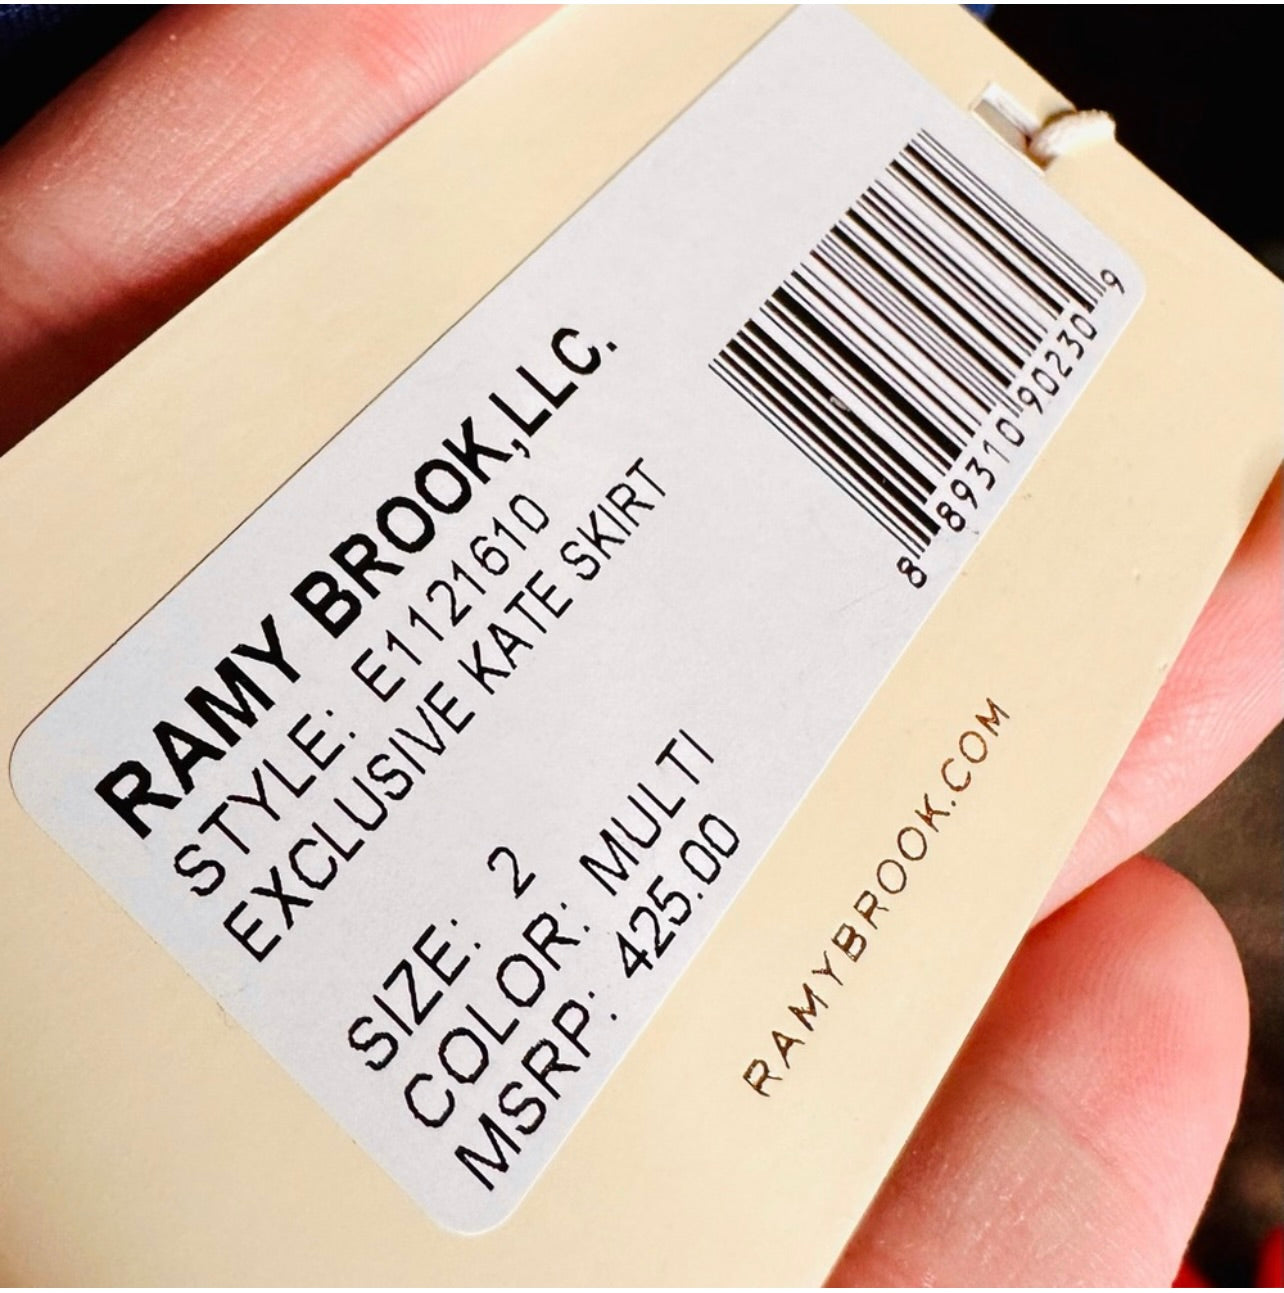 RAMY BROOK,LLC.
STYLE: E1121610
EXCLUSIVE KATE SKIRT
SIZE: 2
COLOR: MULTI
MSRP: 425.00
8 89310 90230 9
RAMYBROOK.COM